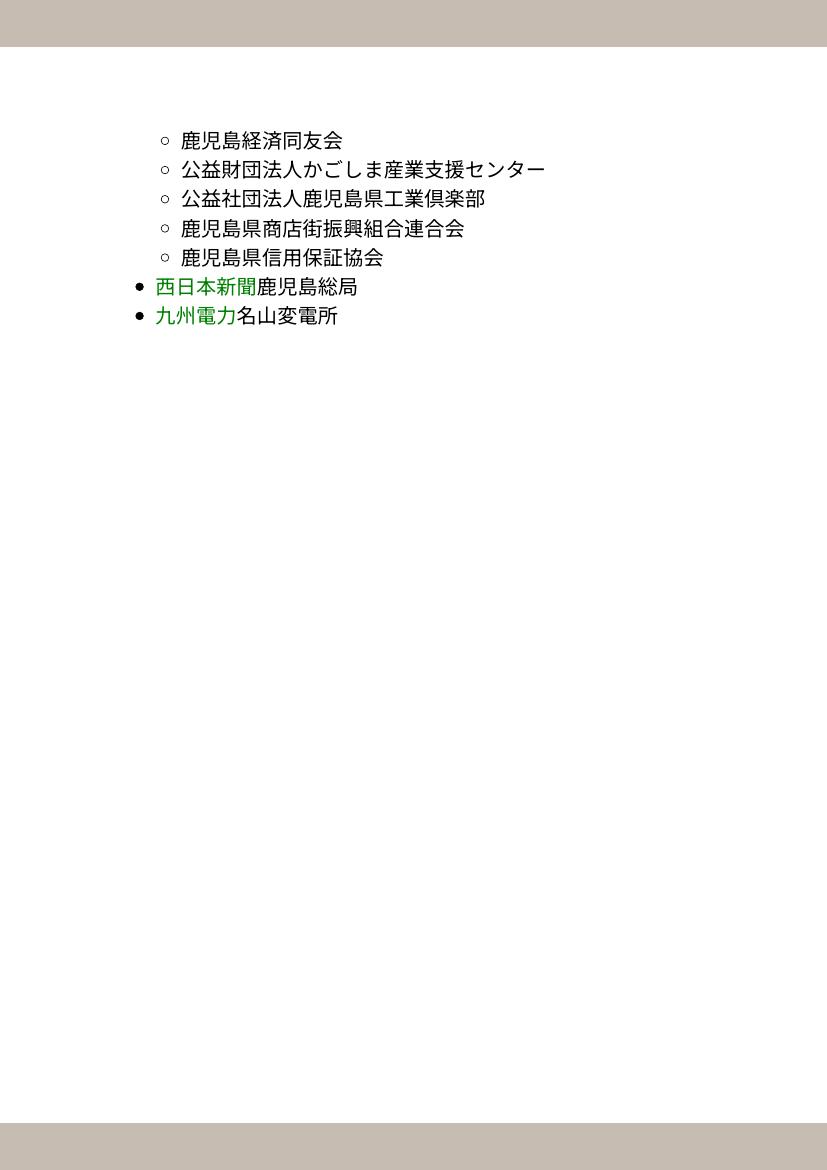 鹿児島経済同友会
公益財団法人かごしま産業支援センター
公益社団法人鹿児島県工業倶楽部
鹿児島県商店街振興組合連合会
鹿児島県信用保証協会
西日本新聞鹿児島総局
九州電力名山変電所